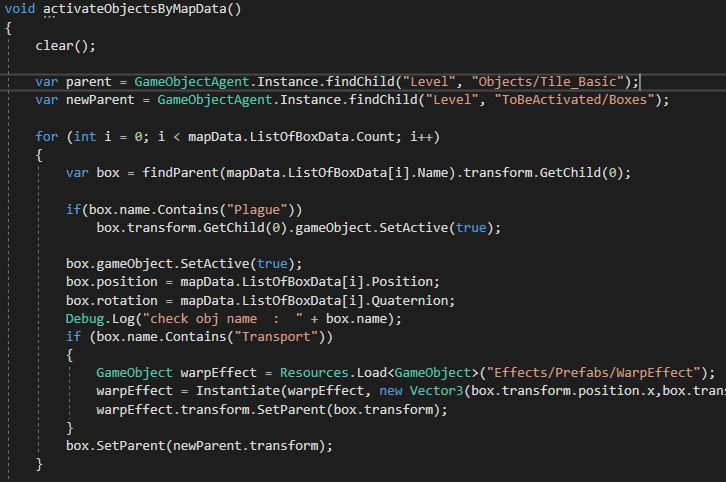 void activateObjectsByMapData()
{
clear();
var parent = GameObjectAgent.Instance.findChild("Level", "Objects/Tile_Basic");
var newParent = GameObjectAgent.Instance.findChild("Level", "ToBeActivated/Boxes");
for (int i = 0; i < mapData.ListOfBoxData.Count; i++)
{
var box = findParent(mapData.ListOfBoxData[i].Name).transform.GetChild(0);
if(box.name.Contains("Plague"))
box.transform.GetChild(0).gameObject.SetActive(true);
box.gameObject.SetActive(true);
box.position = mapData.ListOfBoxData[i].Position;
box.rotation = mapData.ListOfBoxData[i].Quaternion;
Debug.Log("check obj name  :  " + box.name);
if (box.name.Contains("Transport"))
{
GameObject warpEffect = Resources.Load<GameObject>("Effects/Prefabs/WarpEffect");
warpEffect = Instantiate(warpEffect, new Vector3(box.transform.position.x,box.trans
warpEffect.transform.SetParent(box.transform);
}
box.SetParent(newParent.transform);
}